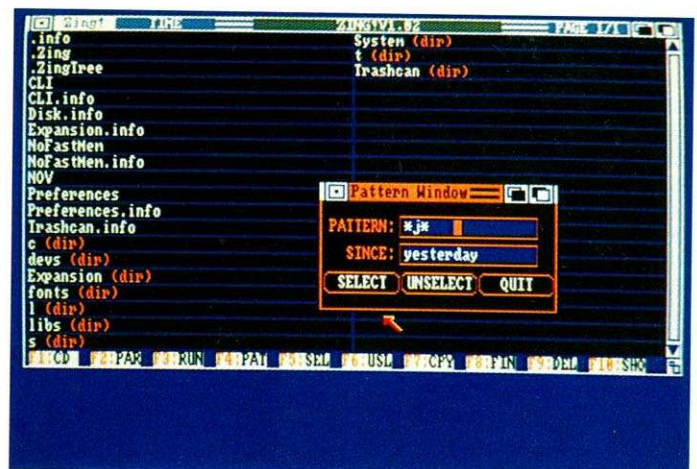 Zing! TIME ZING!V1.02 PAGE 1/1
.info
.Zing
.ZingTree
CLI
CLI.info
Disk.info
Expansion.info
NoFastMem
NoFastMem.info
NOV
Preferences
Preferences.info
Trashcan.info
c (dir)
devs (dir)
Expansion (dir)
fonts (dir)
l (dir)
libs (dir)
s (dir)
System (dir)
t (dir)
Trashcan (dir)
Pattern Window
PATTERN: *j*
SINCE: yesterday
SELECT UNSELECT QUIT
F1:CD F2:PAR F3:RUN F4:PAT F5:SEL F6:USL F7:CPY F8:FIN F9:DEL F10:SHO